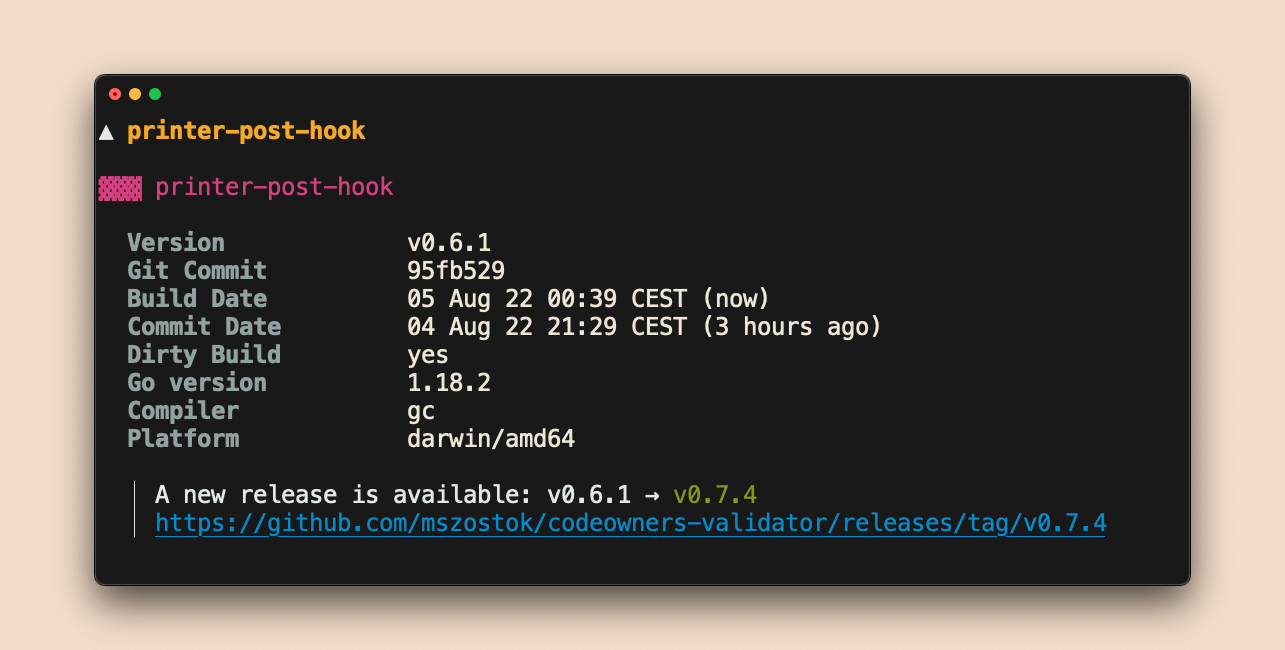 ▲ printer-post-hook
▓▓▓ printer-post-hook
Version v0.6.1
Git Commit 95fb529
Build Date 05 Aug 22 00:39 CEST (now)
Commit Date 04 Aug 22 21:29 CEST (3 hours ago)
Dirty Build yes
Go version 1.18.2
Compiler gc
Platform darwin/amd64
A new release is available: v0.6.1 → v0.7.4
https://github.com/mszostok/codeowners-validator/releases/tag/v0.7.4